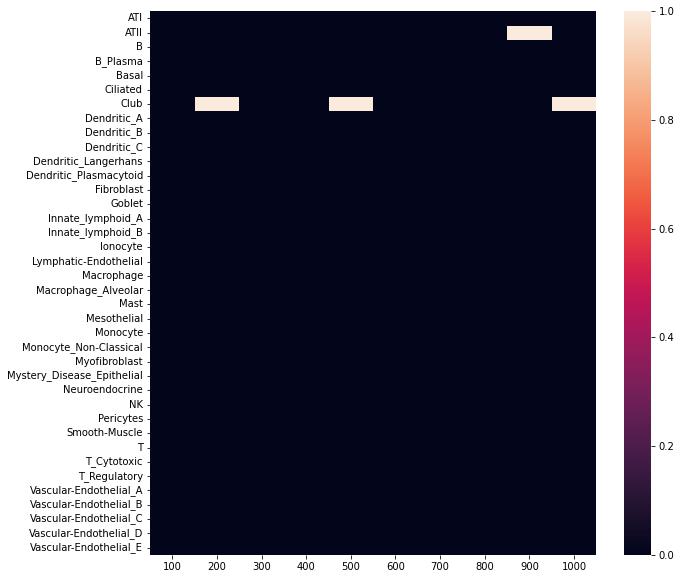 ATI
ATII
B
B_Plasma
Basal
Ciliated
Club
Dendritic_A
Dendritic_B
Dendritic_C
Dendritic_Langerhans
Dendritic_Plasmacytoid
Fibroblast
Goblet
Innate_lymphoid_A
Innate_lymphoid_B
Ionocyte
Lymphatic-Endothelial
Macrophage
Macrophage_Alveolar
Mast
Mesothelial
Monocyte
Monocyte_Non-Classical
Myofibroblast
Mystery_Disease_Epithelial
Neuroendocrine
NK
Pericytes
Smooth-Muscle
T
T_Cytotoxic
T_Regulatory
Vascular-Endothelial_A
Vascular-Endothelial_B
Vascular-Endothelial_C
Vascular-Endothelial_D
Vascular-Endothelial_E
100 200 300 400 500 600 700 800 900 1000
1.0
0.8
0.6
0.4
0.2
0.0